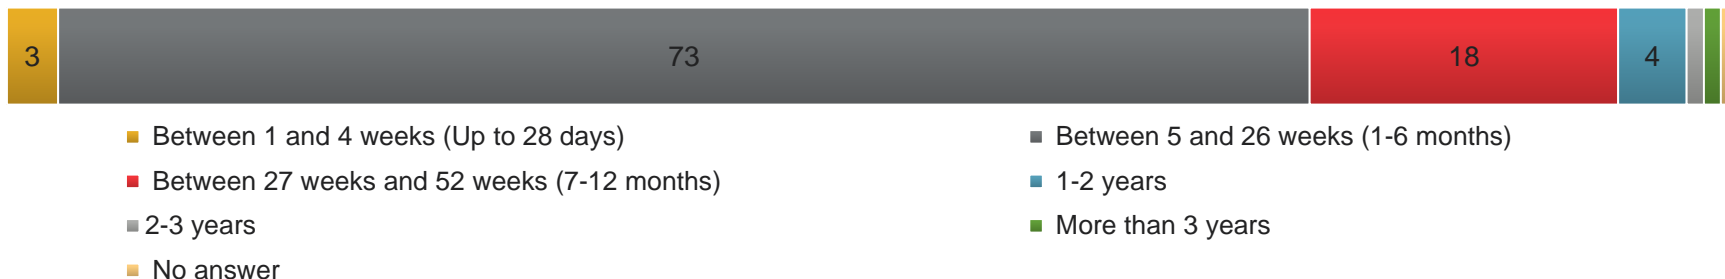 3 73 18 4
Between 1 and 4 weeks (Up to 28 days) Between 5 and 26 weeks (1-6 months)
Between 27 weeks and 52 weeks (7-12 months) 1-2 years
2-3 years More than 3 years
No answer